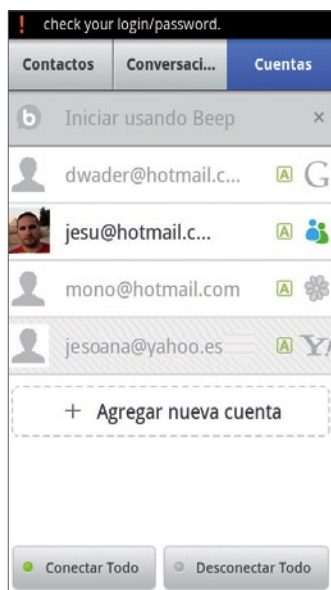 ! check your login/password.
Contactos Conversaci... Cuentas
b Iniciar usando Beep ×
dwader@hotmail.c... A G
jesu@hotmail.c... A
mono@hotmail.com A
jesoana@yahoo.es A Y!
+ Agregar nueva cuenta
Conectar Todo Desconectar Todo